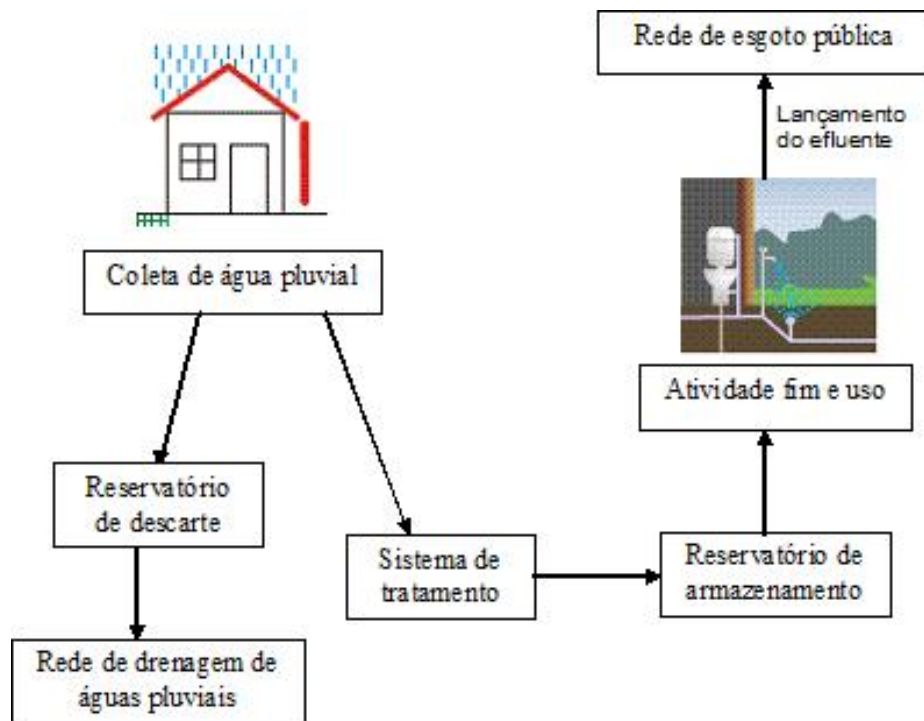 Rede de esgoto pública
Lançamento
do efluente
Coleta de água pluvial
Atividade fim e uso
Reservatório
de descarte
Sistema de
tratamento
Reservatório de
armazenamento
Rede de drenagem de
águas pluviais